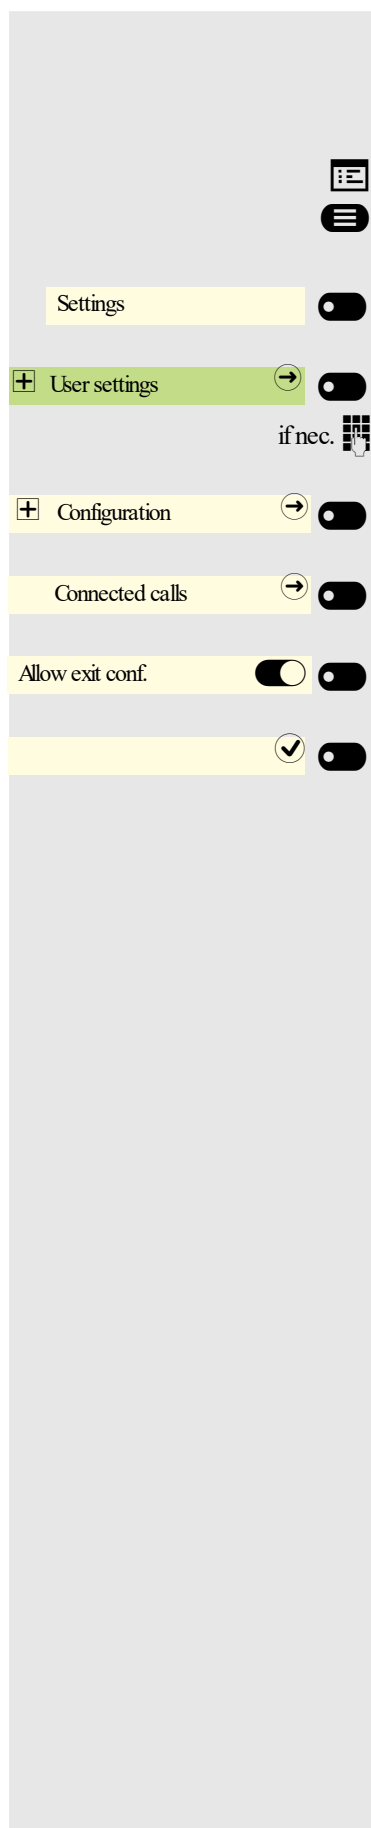 Settings
User settings
if nec.
Configuration
Connected calls
Allow exit conf.